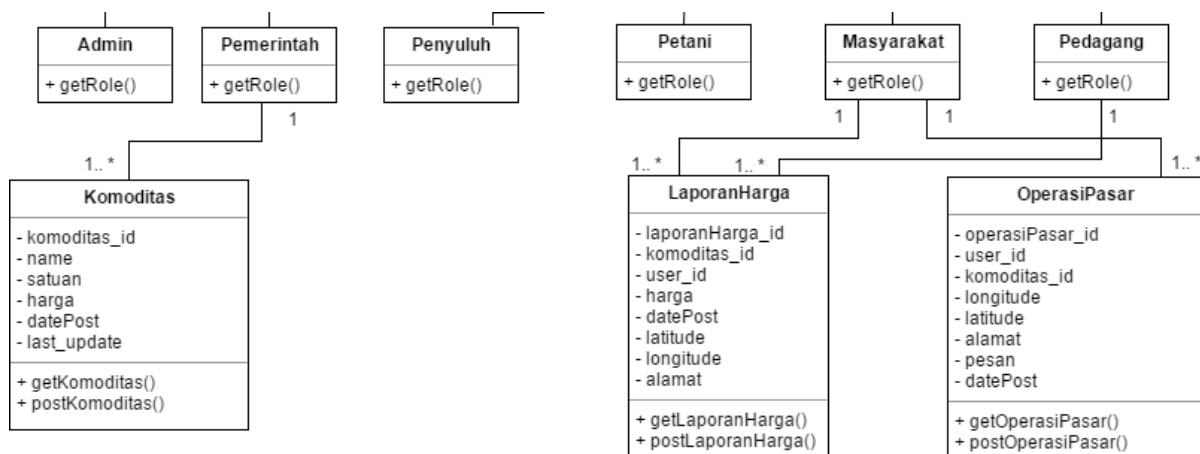 Admin
+ getRole()
Pemerintah
+ getRole()
Penyuluh
+ getRole()
Petani
+ getRole()
Masyarakat
+ getRole()
Pedagang
+ getRole()
1
1.. *
1
1
1
1.. *
1.. *
1.. *
Komoditas
- komoditas_id
- name
- satuan
- harga
- datePost
- last_update
+ getKomoditas()
+ postKomoditas()
LaporanHarga
- laporanHarga_id
- komoditas_id
- user_id
- harga
- datePost
- latitude
- longitude
- alamat
+ getLaporanHarga()
+ postLaporanHarga()
OperasiPasar
- operasiPasar_id
- user_id
- komoditas_id
- longitude
- latitude
- alamat
- pesan
- datePost
+ getOperasiPasar()
+ postOperasiPasar()